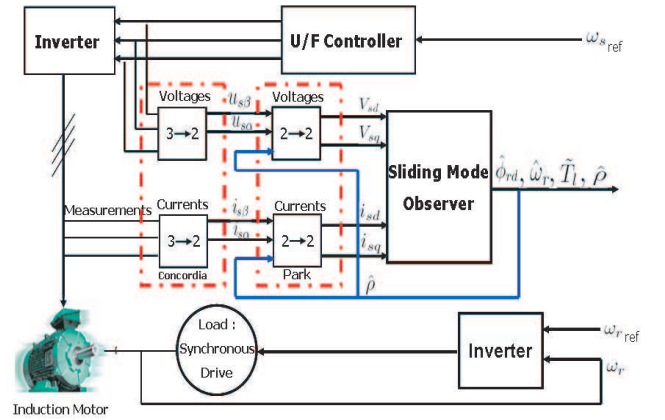 Inverter
U/F Controller
ω_s ref
Voltages
u_sβ
Voltages
V_sd
3→2
u_sα
2→2
V_sq
Sliding Mode
Observer
φ̂_rd, ω̂_r, T̃_l, ρ̂
Measurements
Currents
i_sβ
Currents
i_sd
3→2
i_sα
2→2
i_sq
Concordia
Park
ρ̂
Load :
Synchronous
Drive
Inverter
ω_r ref
ω_r
Induction Motor